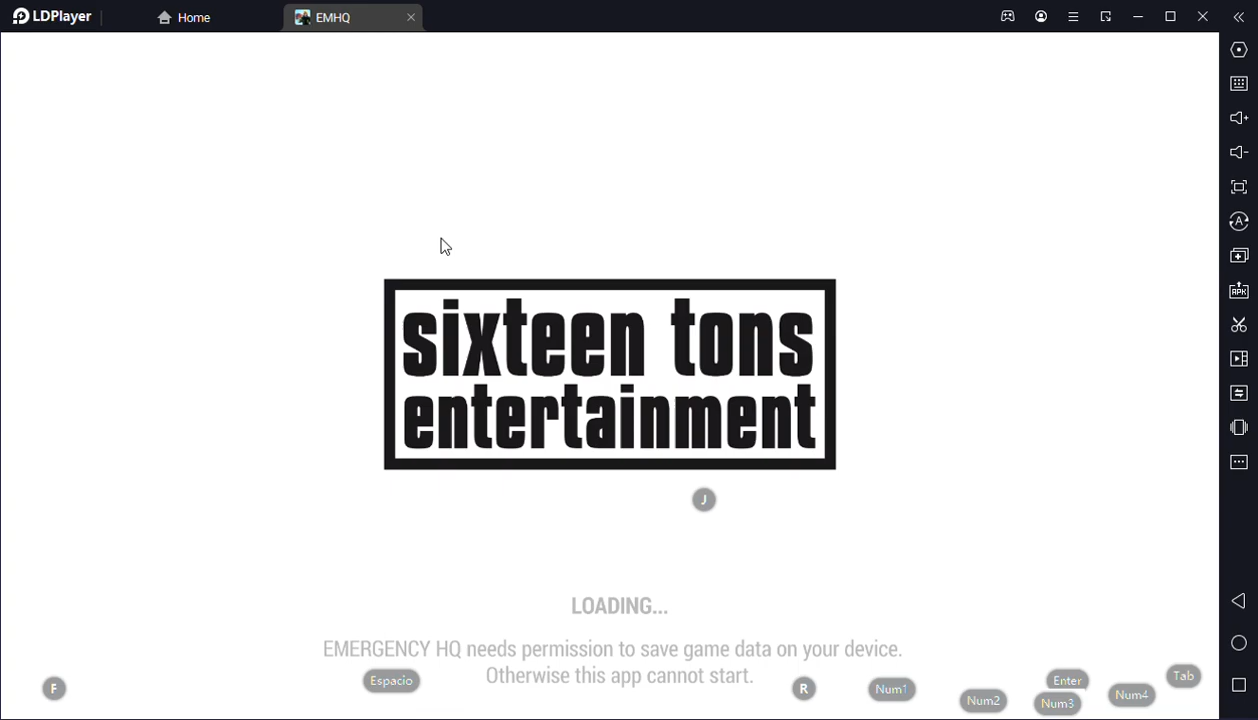 LDPlayer
Home
EMHQ
A
APK
sixteen tons
entertainment
J
LOADING...
EMERGENCY HQ needs permission to save game data on your device.
Otherwise this app cannot start.
F
Espacio
R
Num1
Num2
Enter
Num3
Num4
Tab